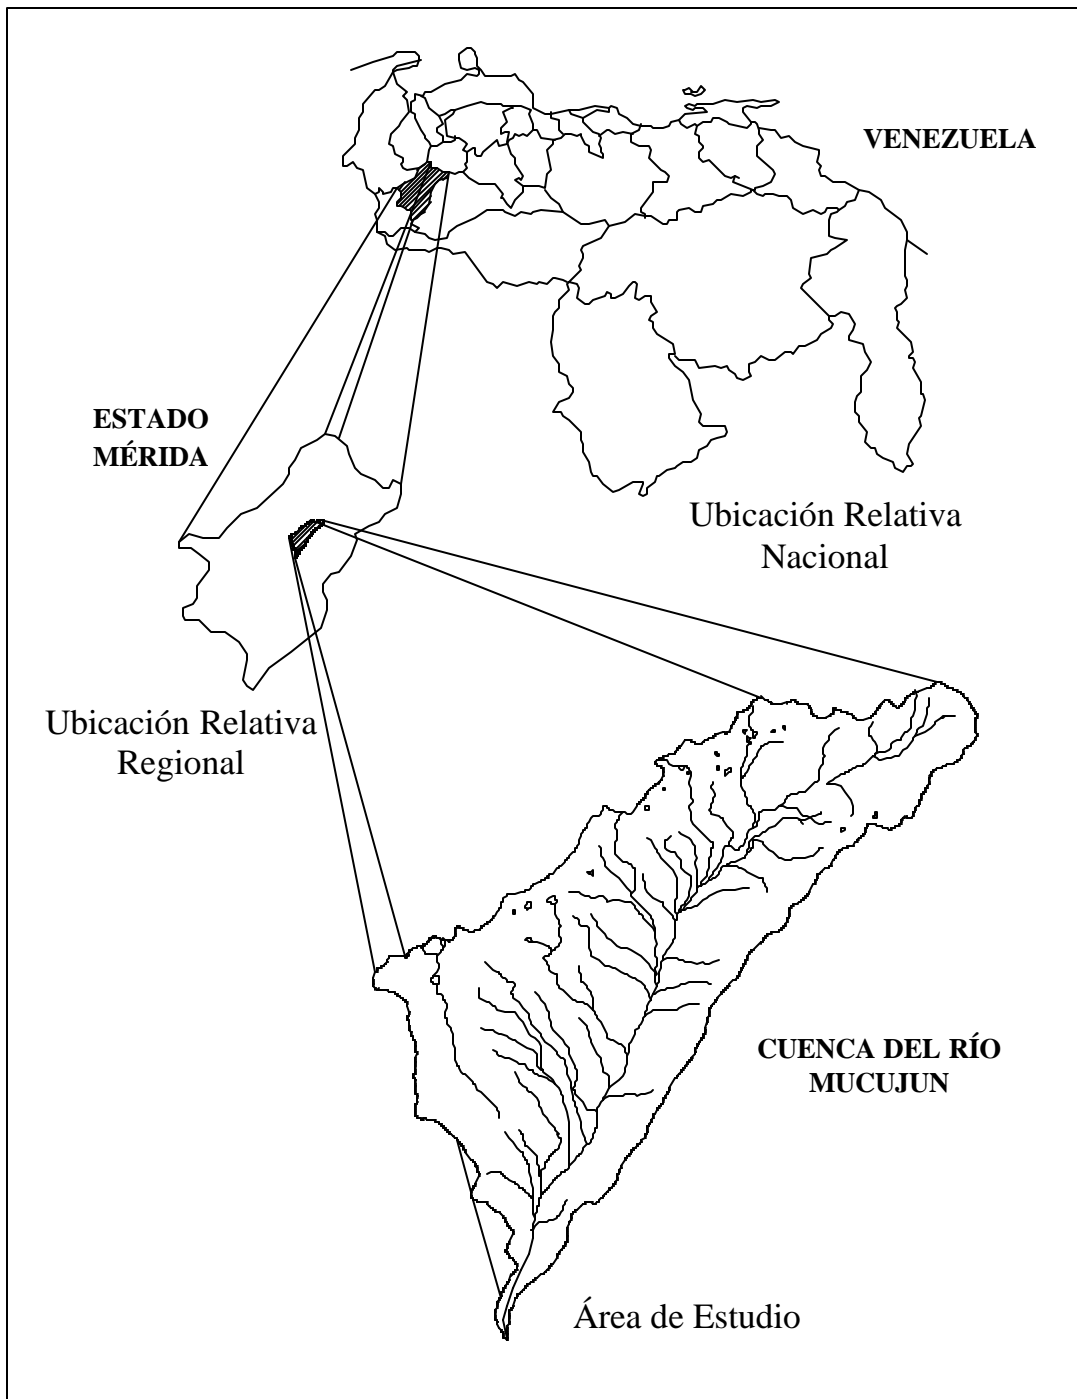 VENEZUELA
ESTADO
MÉRIDA
Ubicación Relativa
Nacional
Ubicación Relativa
Regional
CUENCA DEL RÍO
MUCUJUN
Área de Estudio